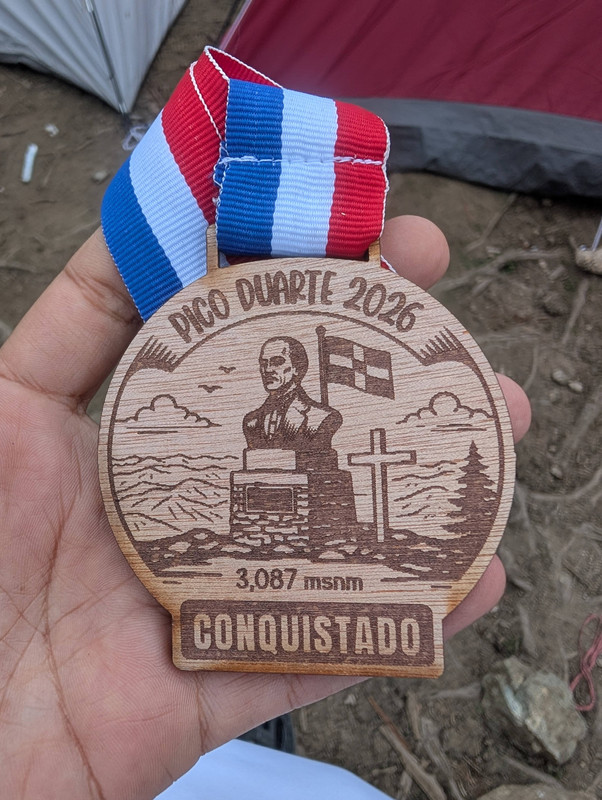 PICO DUARTE 2026
3,087 msnm
CONQUISTADO